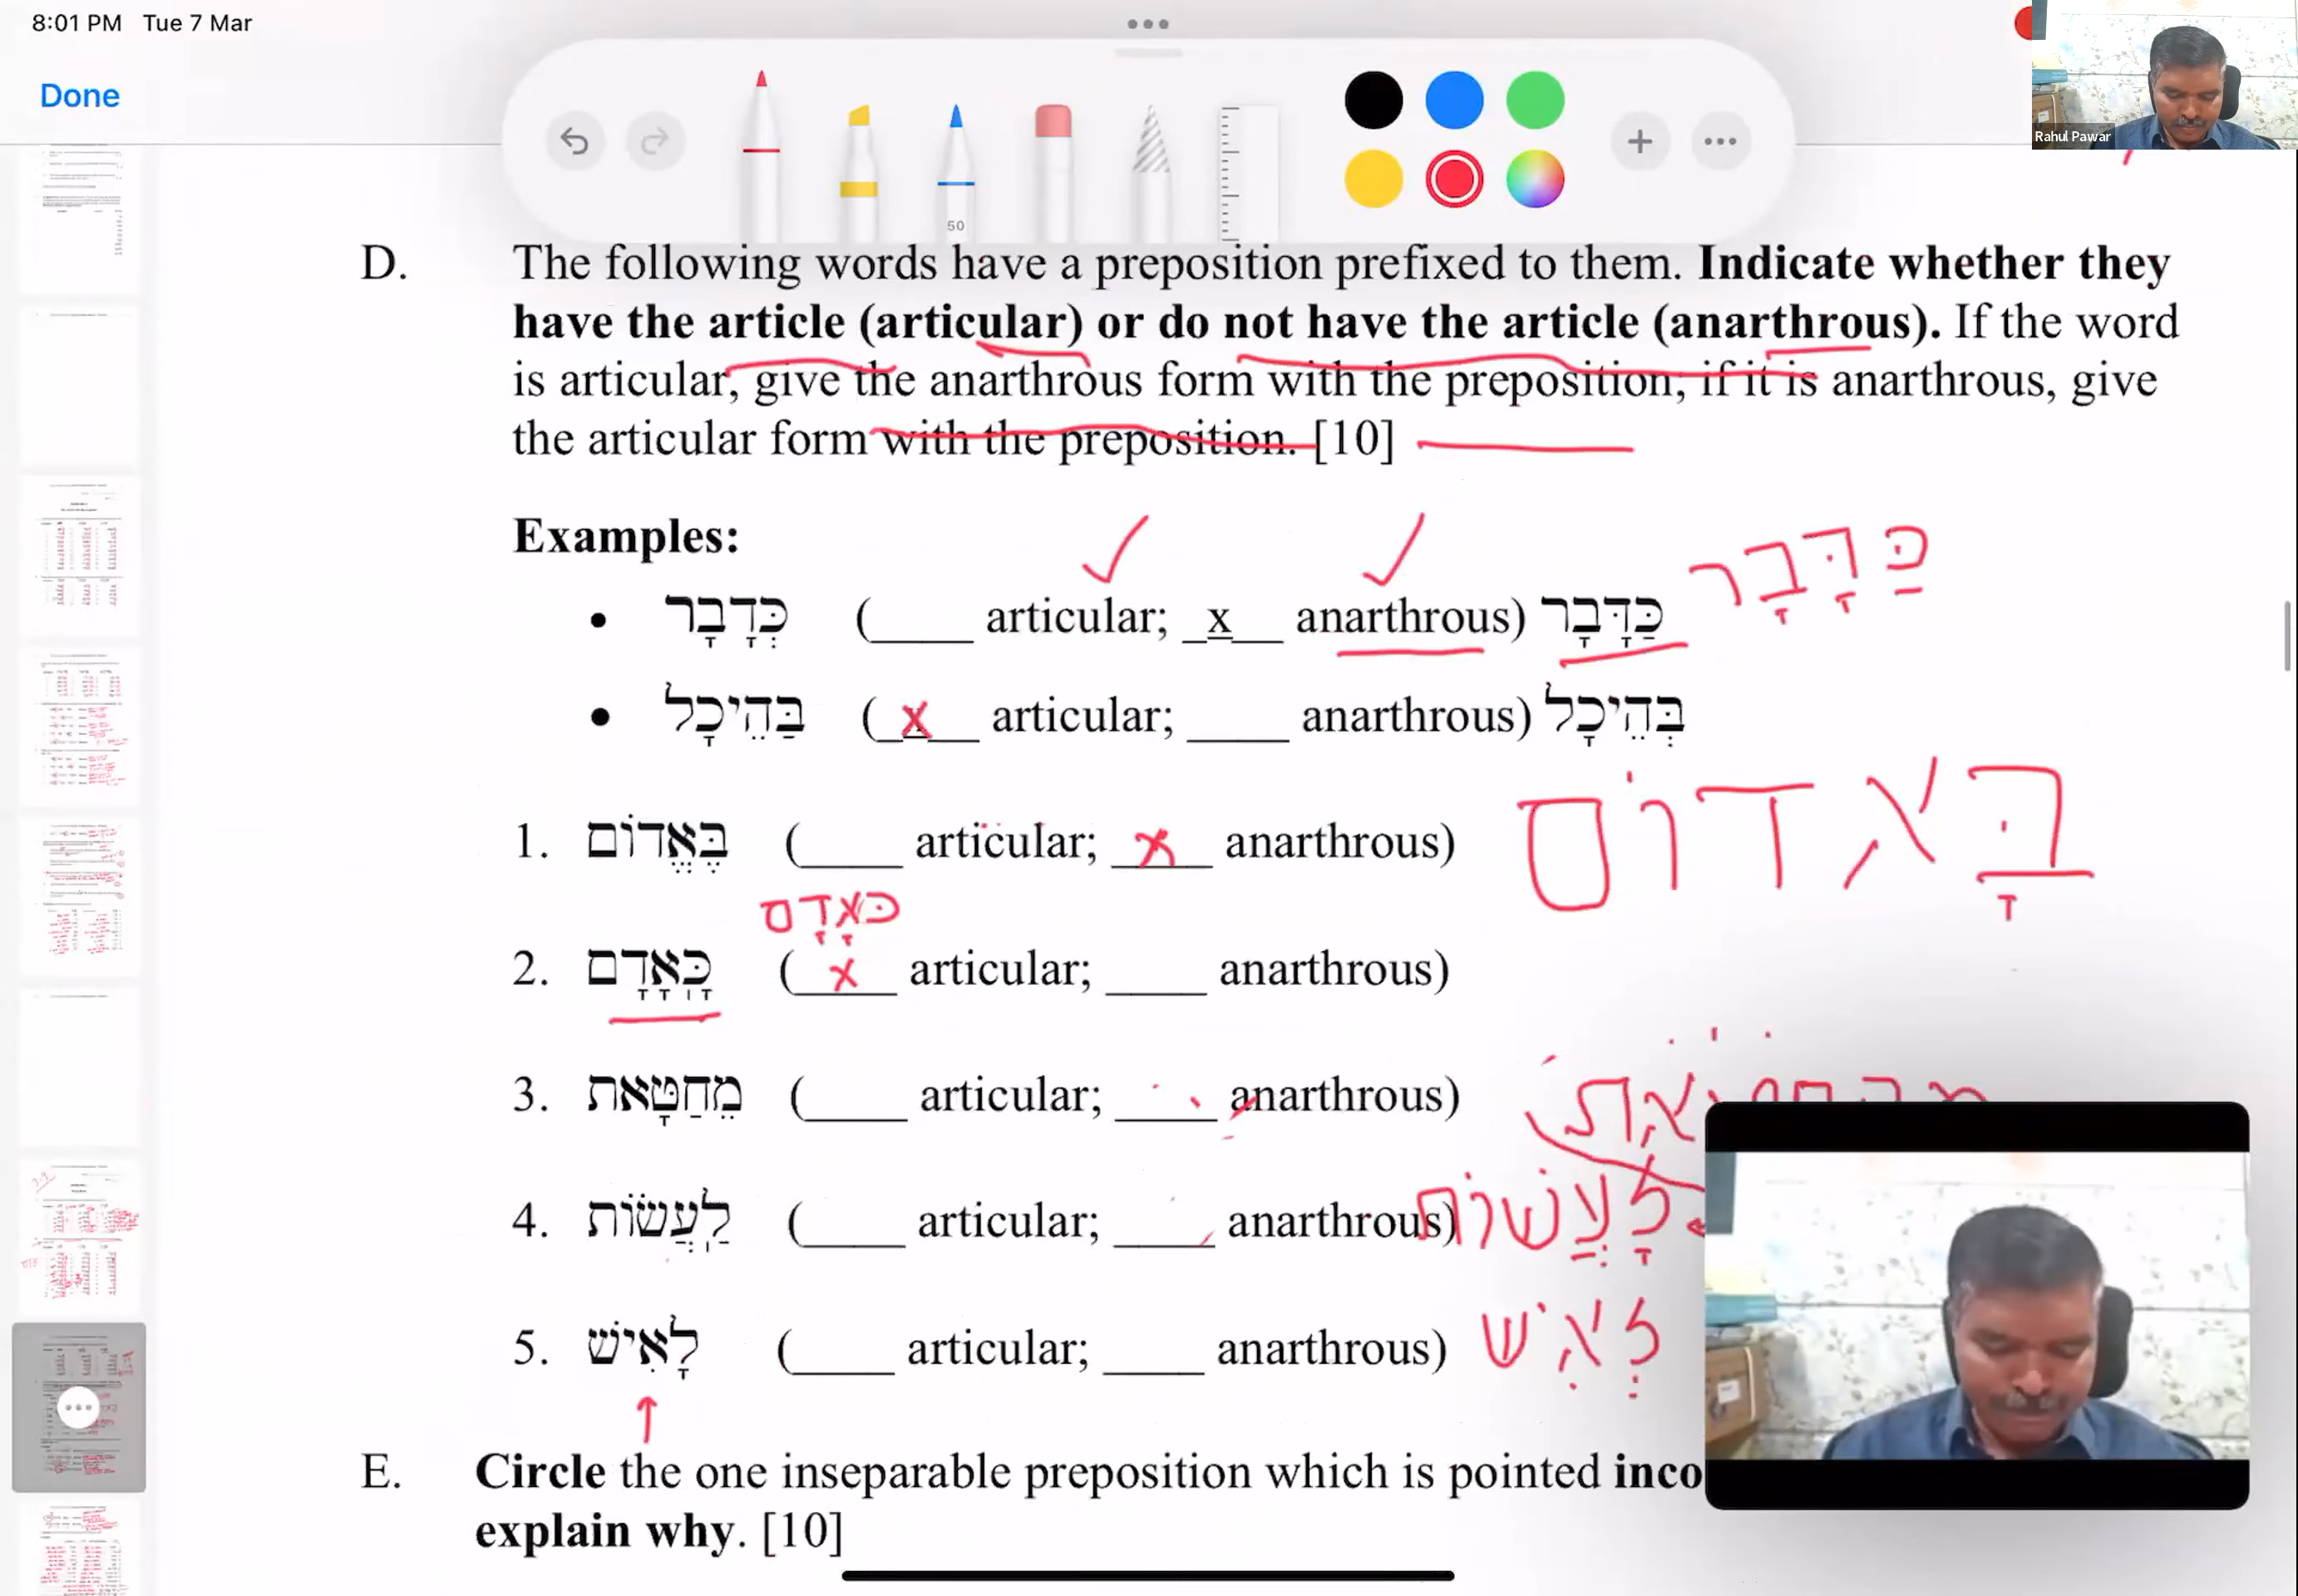 8:01 PM Tue 7 Mar
Done
50
Rahul Pawar
D. The following words have a preposition prefixed to them. Indicate whether they
have the article (articular) or do not have the article (anarthrous). If the word
is articular, give the anarthrous form with the preposition; if it is anarthrous, give
the articular form with the preposition. [10]
Examples:
• כְּדָבָר (____ articular; _x__ anarthrous) כַּדָּבָר כַּדָּבָר
• בַּהֵיכָל (_x__ articular; ____ anarthrous) בְּהֵיכָל
1. בֶּאֱדוֹם (____ articular; _x_ anarthrous) בָּאִדוֹם
כּאָדָם
2. כָּאָדָם (_x_ articular; ____ anarthrous)
3. מֵחַטָּאת (____ articular; ____ anarthrous)
4. לַעֲשׂוֹת (____ articular; ____ anarthrous) לָעֲשׂוֹת
5. לָאִישׁ (____ articular; ____ anarthrous) לְאִישׁ
E. Circle the one inseparable preposition which is pointed inco
explain why. [10]